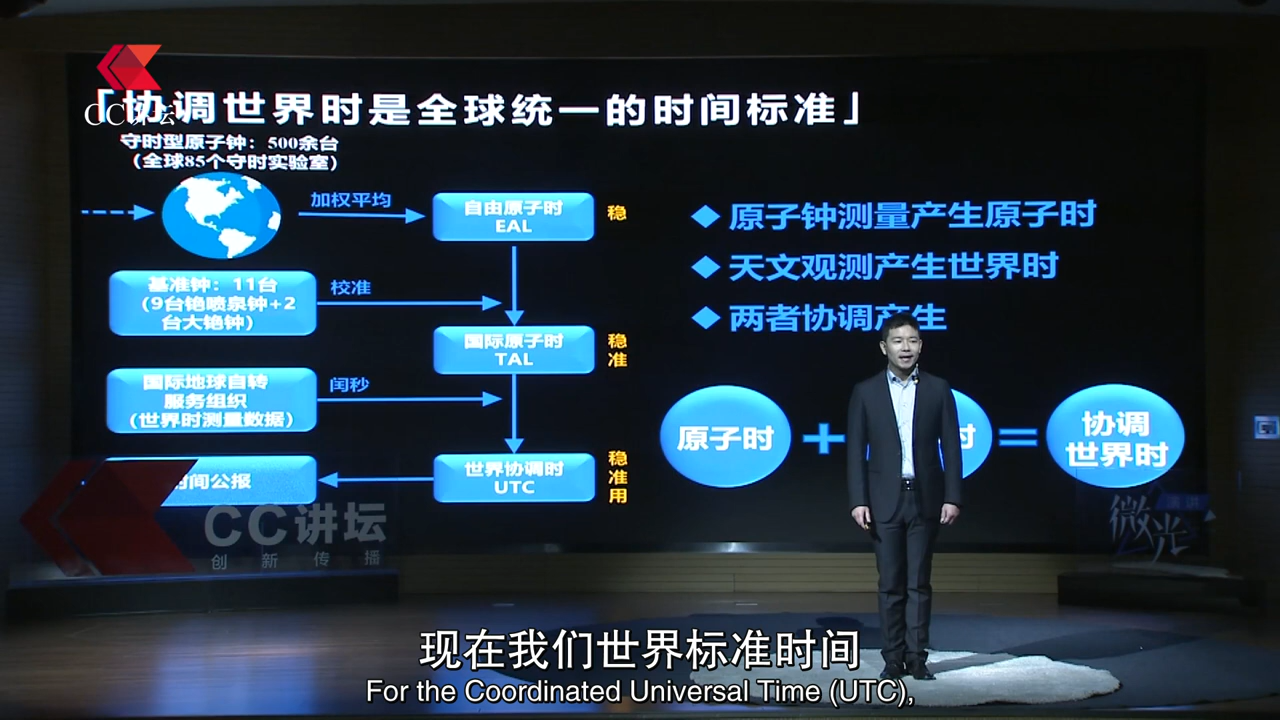 「协调世界时是全球统一的时间标准」
CC讲坛
守时型原子钟：500余台
（全球85个守时实验室）
加权平均
自由原子时
EAL
稳
基准钟：11台
（9台铯喷泉钟+2
台大铯钟）
校准
国际原子时
TAL
稳
准
国际地球自转
服务组织
（世界时测量数据）
闰秒
世界协调时
UTC
稳
准
用
时间公报
◆ 原子钟测量产生原子时
◆ 天文观测产生世界时
◆ 两者协调产生
原子时
+
时
=
协调
世界时
CC讲坛
创新传播
演讲
微光
现在我们世界标准时间
For the Coordinated Universal Time (UTC),